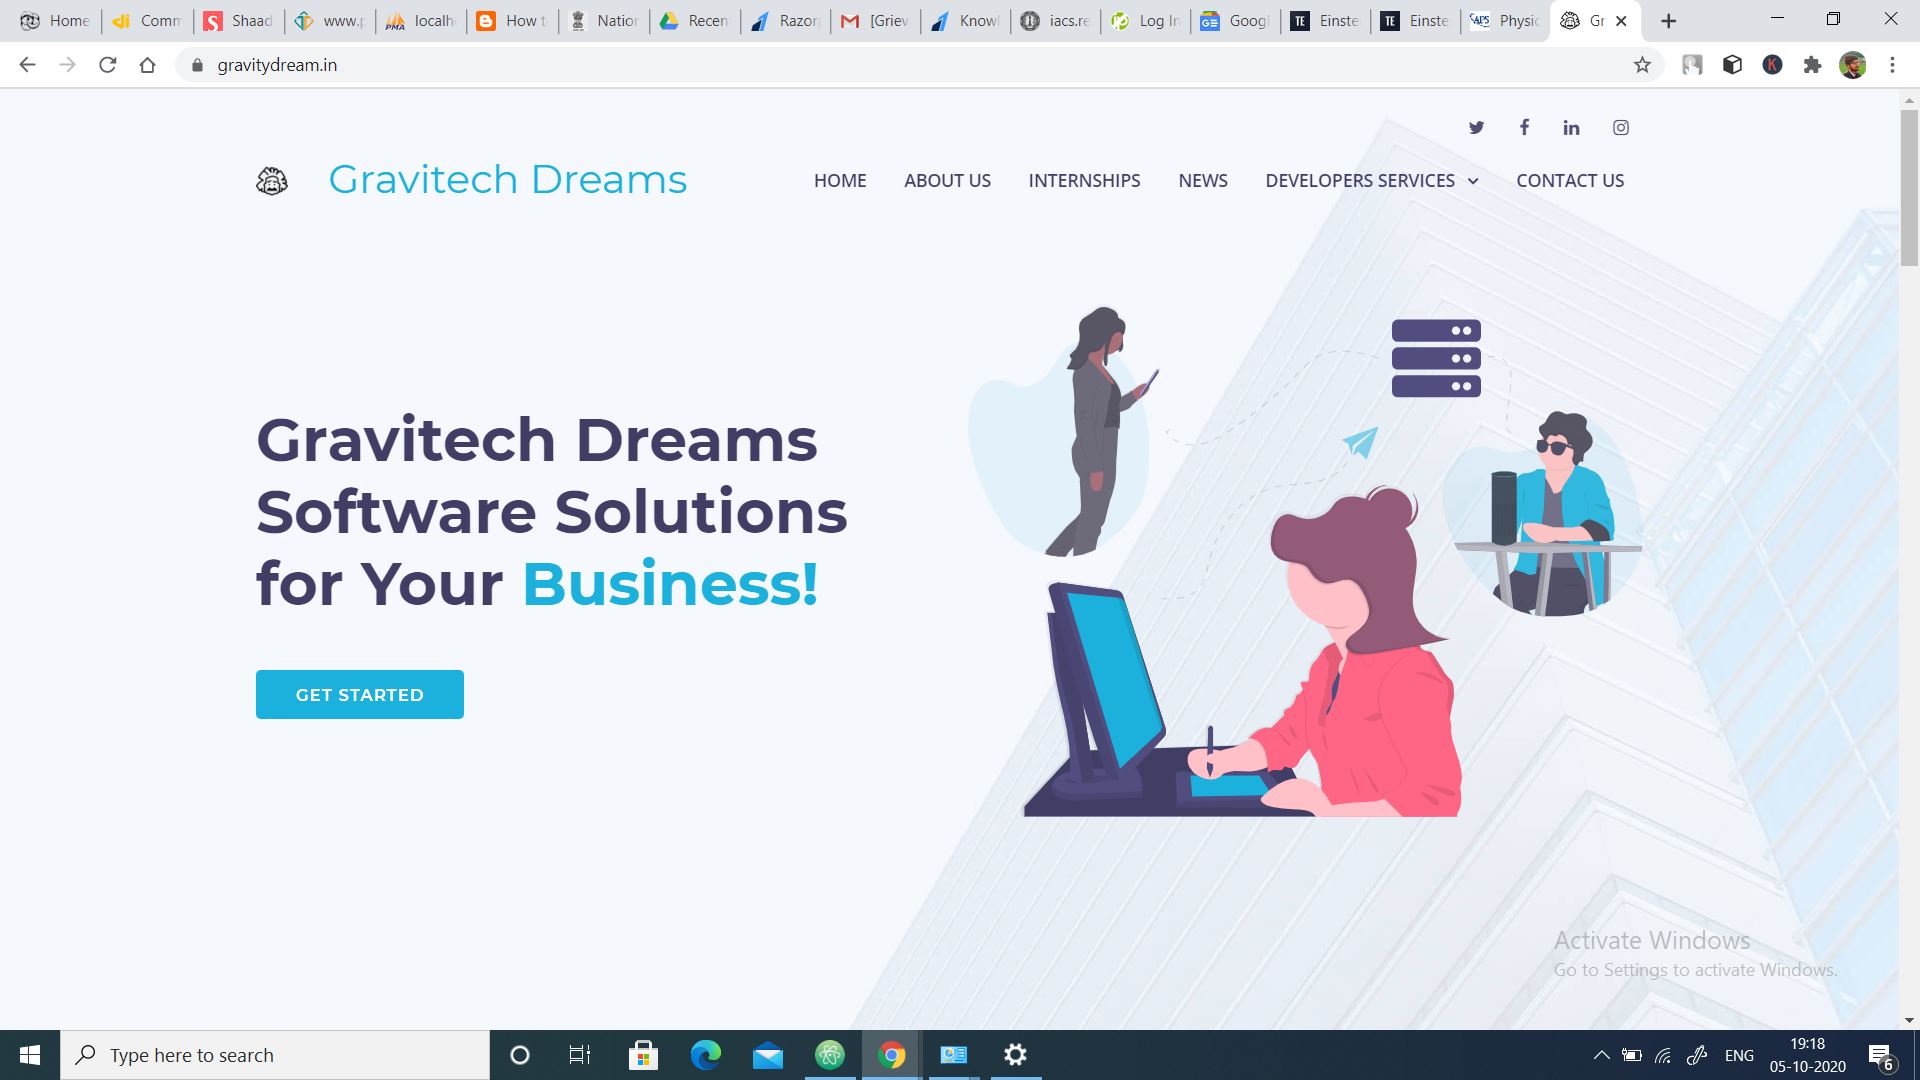 Home
Comm
Shaad
www.p
localh
How t
Nation
Recen
Razor
[Griev
Knowl
iacs.re
Log In
Googl
TE Einste
TE Einste
Physic
Gr
gravitydream.in
Gravitech Dreams
HOME ABOUT US INTERNSHIPS NEWS DEVELOPERS SERVICES CONTACT US
Gravitech Dreams
Software Solutions
for Your Business!
GET STARTED
Activate Windows
Go to Settings to activate Windows.
Type here to search
ENG
19:18
05-10-2020
6